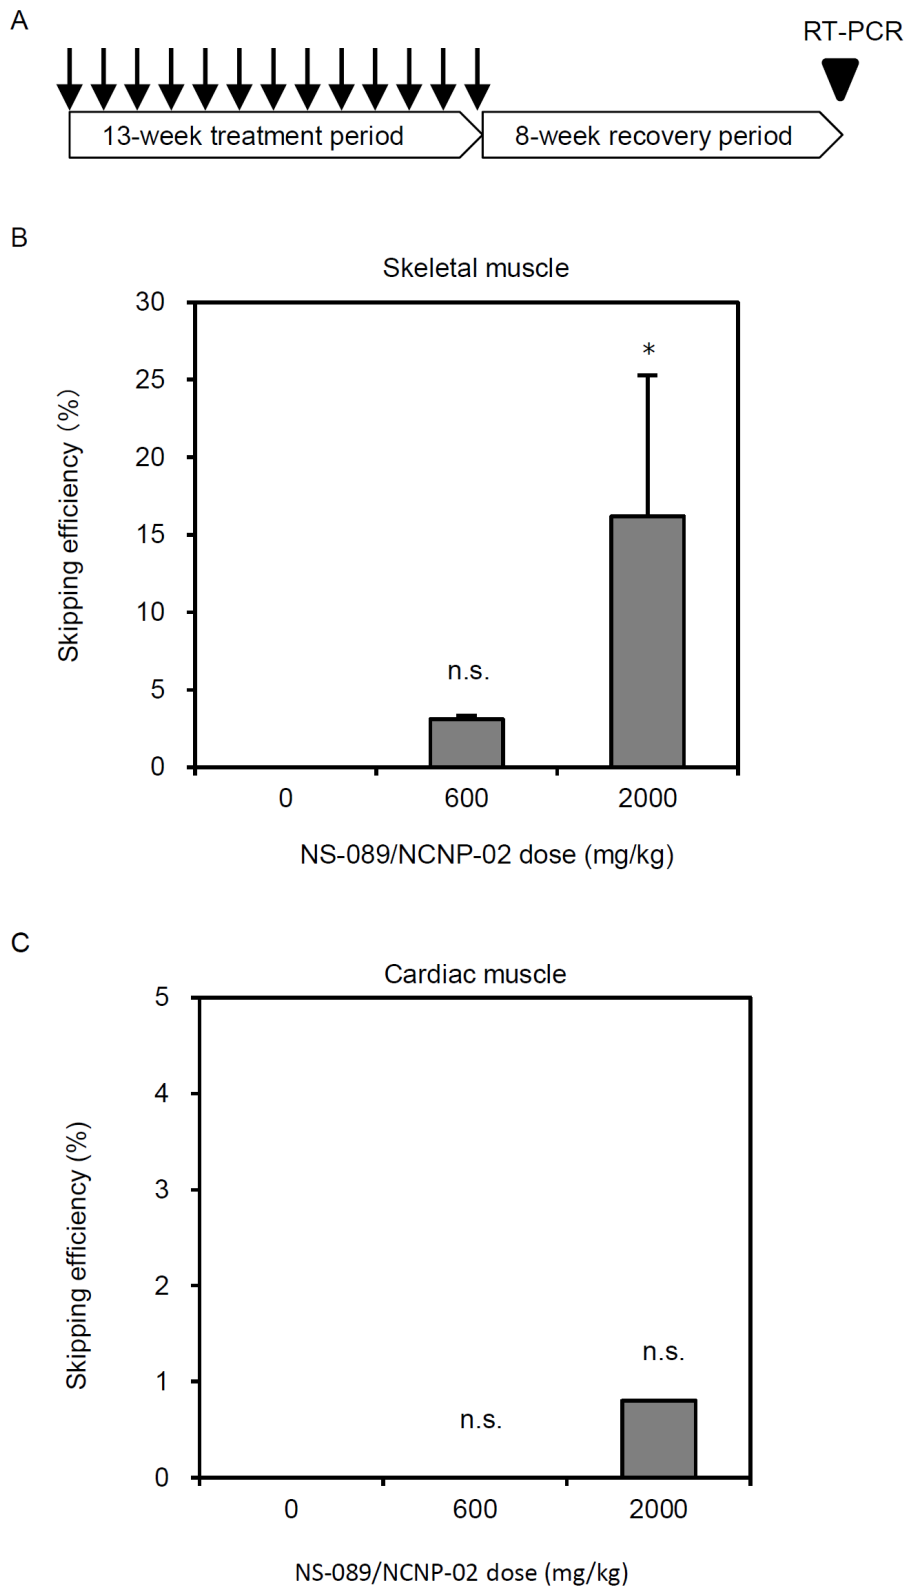 A
RT-PCR
13-week treatment period
8-week recovery period
B
Skeletal muscle
30
25
20
15
10
5
0
Skipping efficiency (%)
*
n.s.
0 600 2000
NS-089/NCNP-02 dose (mg/kg)
C
Cardiac muscle
5
4
3
2
1
0
Skipping efficiency (%)
n.s.
n.s.
0 600 2000
NS-089/NCNP-02 dose (mg/kg)